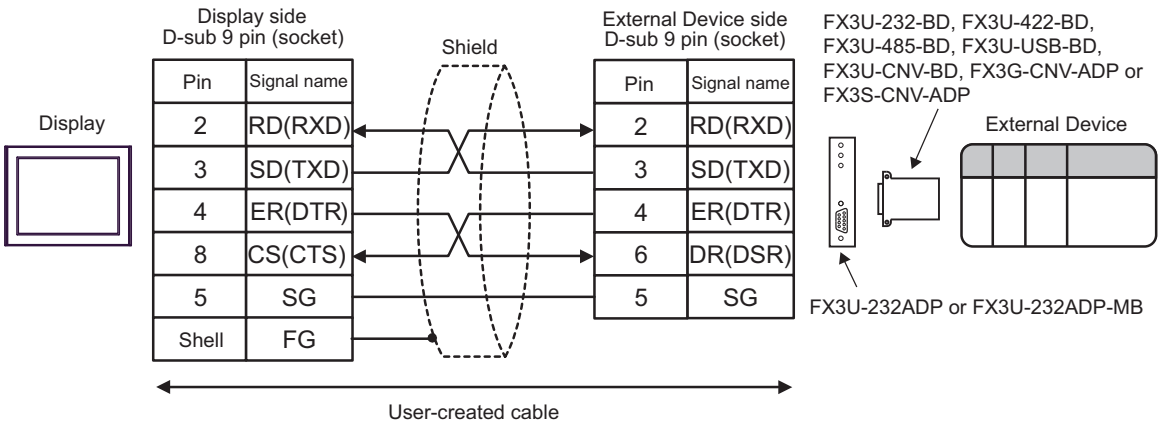 Display side
D-sub 9 pin (socket)
Shield
External Device side
D-sub 9 pin (socket)
FX3U-232-BD, FX3U-422-BD,
FX3U-485-BD, FX3U-USB-BD,
FX3U-CNV-BD, FX3G-CNV-ADP or
FX3S-CNV-ADP
Display
External Device
Pin Signal name
2 RD(RXD)
3 SD(TXD)
4 ER(DTR)
8 CS(CTS)
5 SG
Shell FG
Pin Signal name
2 RD(RXD)
3 SD(TXD)
4 ER(DTR)
6 DR(DSR)
5 SG
FX3U-232ADP or FX3U-232ADP-MB
User-created cable